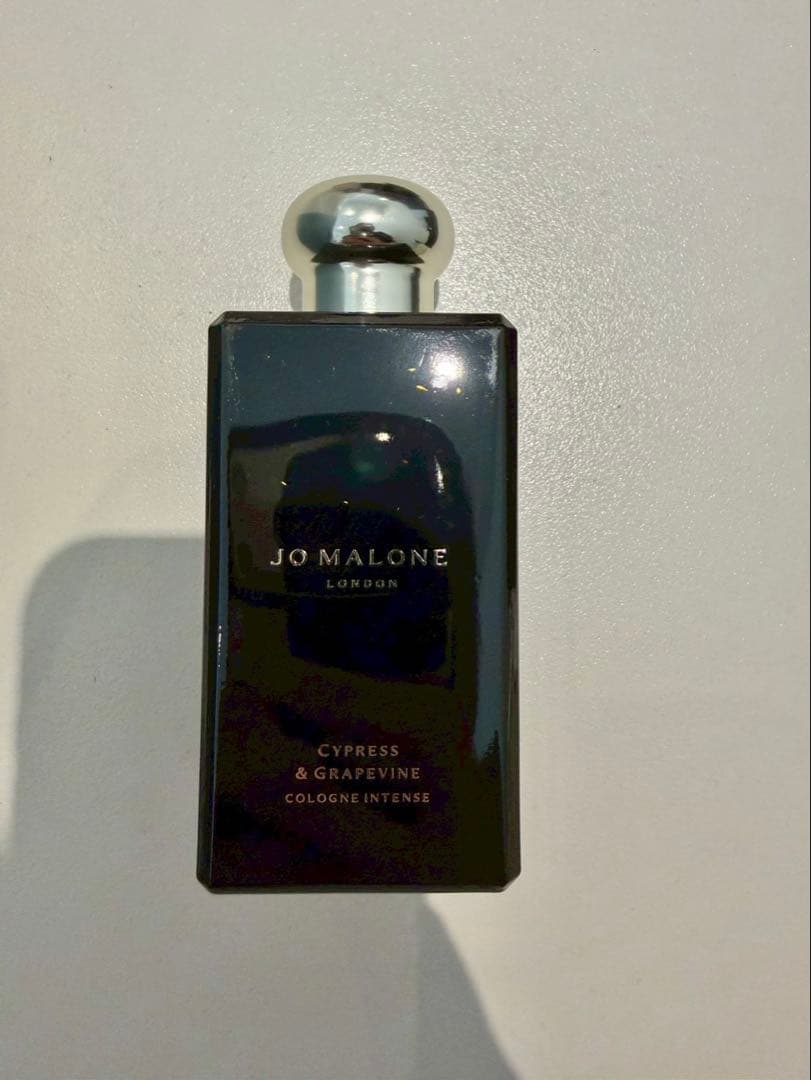 JO MALONE
LONDON
CYPRESS
& GRAPEVINE
COLOGNE INTENSE